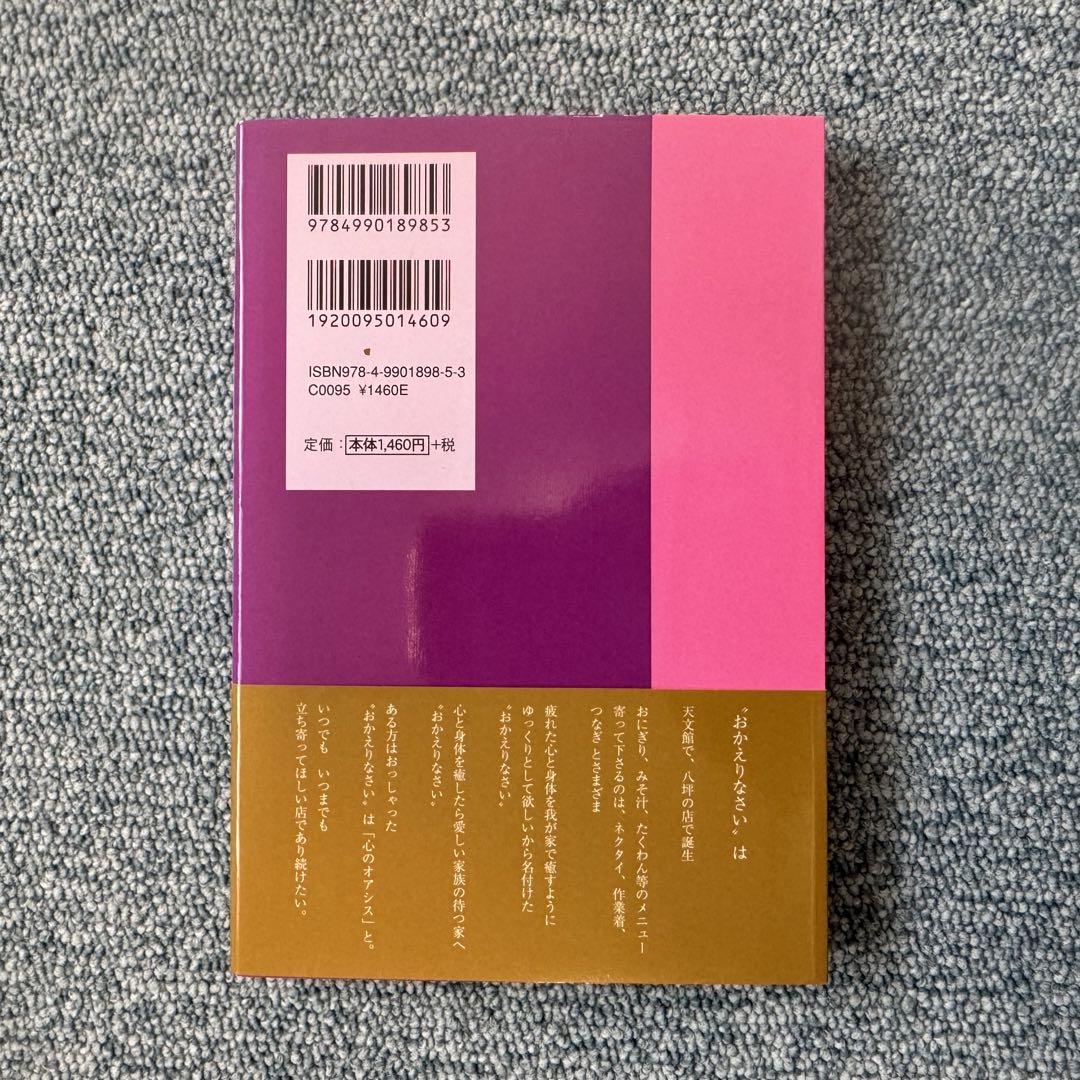 9784990189853
1920095014609
ISBN978-4-9901898-5-3
C0095 ¥1460E
定価：本体1,460円+税
〝おかえりなさい〟は
天文館で、八坪の店で誕生
おにぎり、みそ汁、たくわん等のメニュー
寄って下さるのは、ネクタイ、作業着、
つなぎとさまざま
疲れた心と身体を我が家で癒すように
ゆっくりとして欲しいから名付けた
〝おかえりなさい〟
心と身体を癒したら愛しい家族の待つ家へ
〝おかえりなさい〟
ある方はおっしゃった
〝おかえりなさい〟は「心のオアシス」と。
いつでも いつまでも
立ち寄ってほしい店であり続けたい。